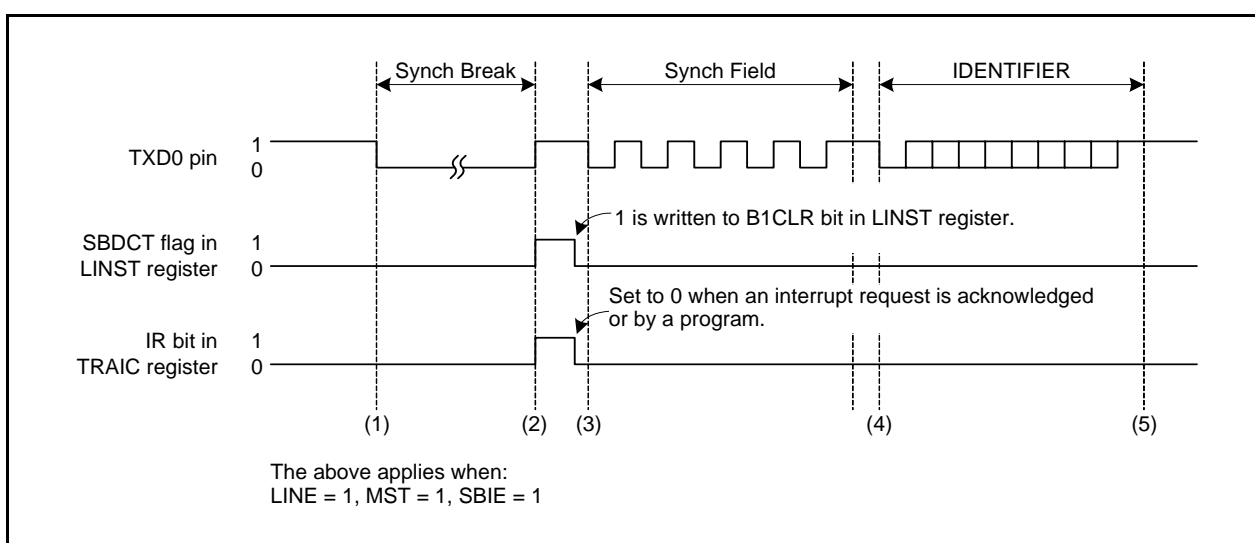 Synch Break Synch Field IDENTIFIER
TXD0 pin 1
0
1 is written to B1CLR bit in LINST register.
SBDCT flag in 1
LINST register 0
Set to 0 when an interrupt request is acknowledged
or by a program.
IR bit in 1
TRAIC register 0
(1) (2) (3) (4) (5)
The above applies when:
LINE = 1, MST = 1, SBIE = 1